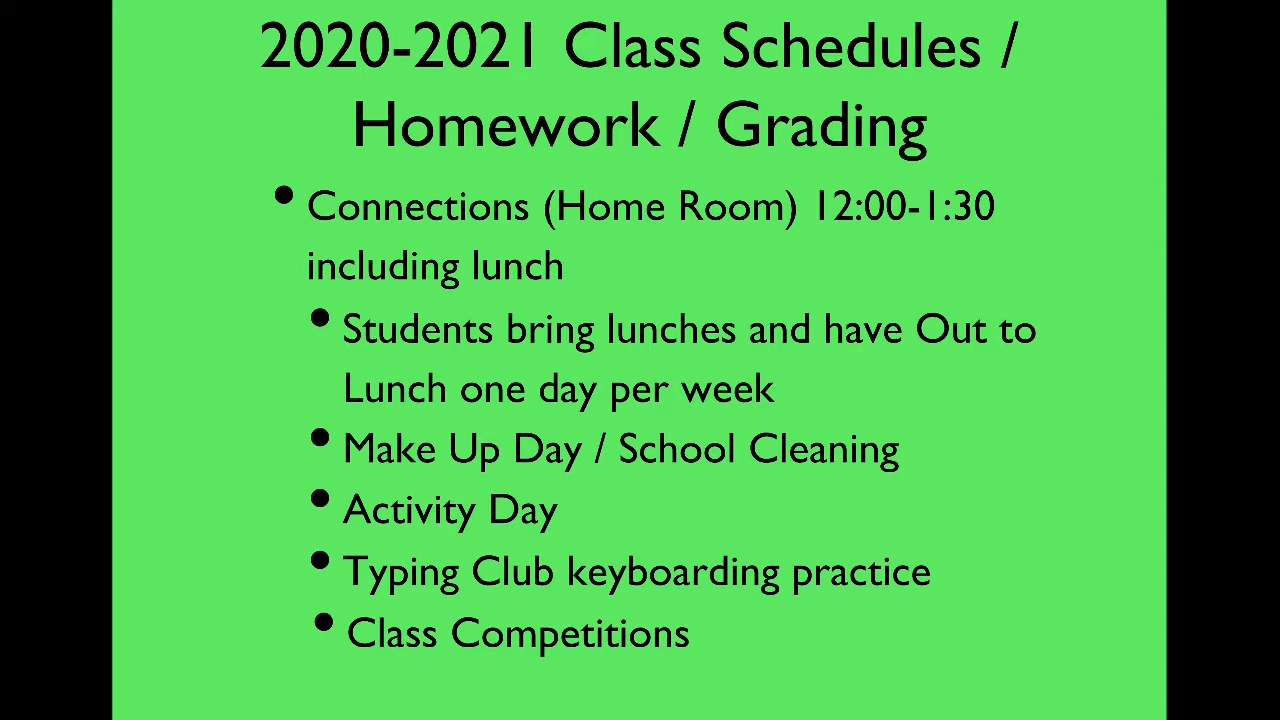 2020-2021 Class Schedules /
Homework / Grading
• Connections (Home Room) 12:00-1:30
including lunch
• Students bring lunches and have Out to
Lunch one day per week
• Make Up Day / School Cleaning
• Activity Day
• Typing Club keyboarding practice
• Class Competitions